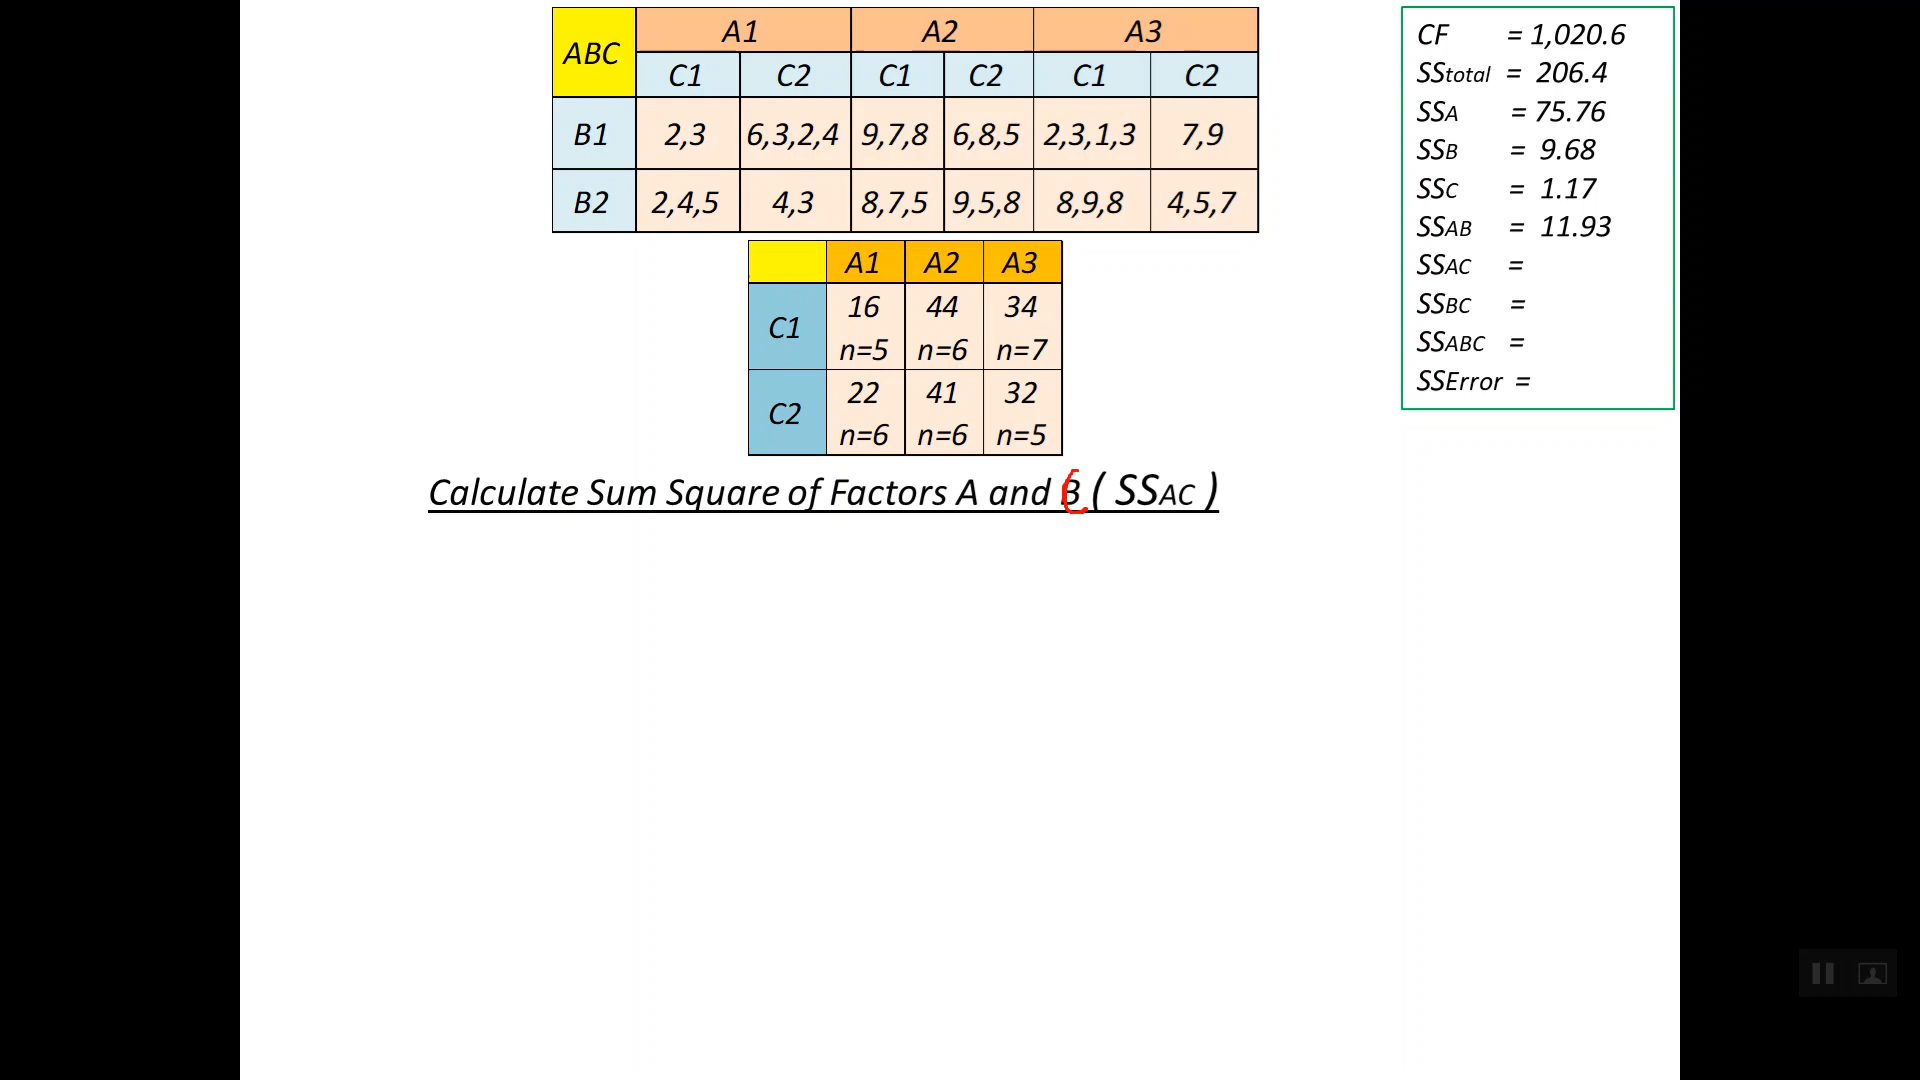 ABC A1 A2 A3
C1 C2 C1 C2 C1 C2
B1 2,3 6,3,2,4 9,7,8 6,8,5 2,3,1,3 7,9
B2 2,4,5 4,3 8,7,5 9,5,8 8,9,8 4,5,7
A1 A2 A3
C1 16 44 34
n=5 n=6 n=7
C2 22 41 32
n=6 n=6 n=5
Calculate Sum Square of Factors A and B ( SSAC )
CF = 1,020.6
SStotal = 206.4
SSA = 75.76
SSB = 9.68
SSC = 1.17
SSAB = 11.93
SSAC =
SSBC =
SSABC =
SSError =